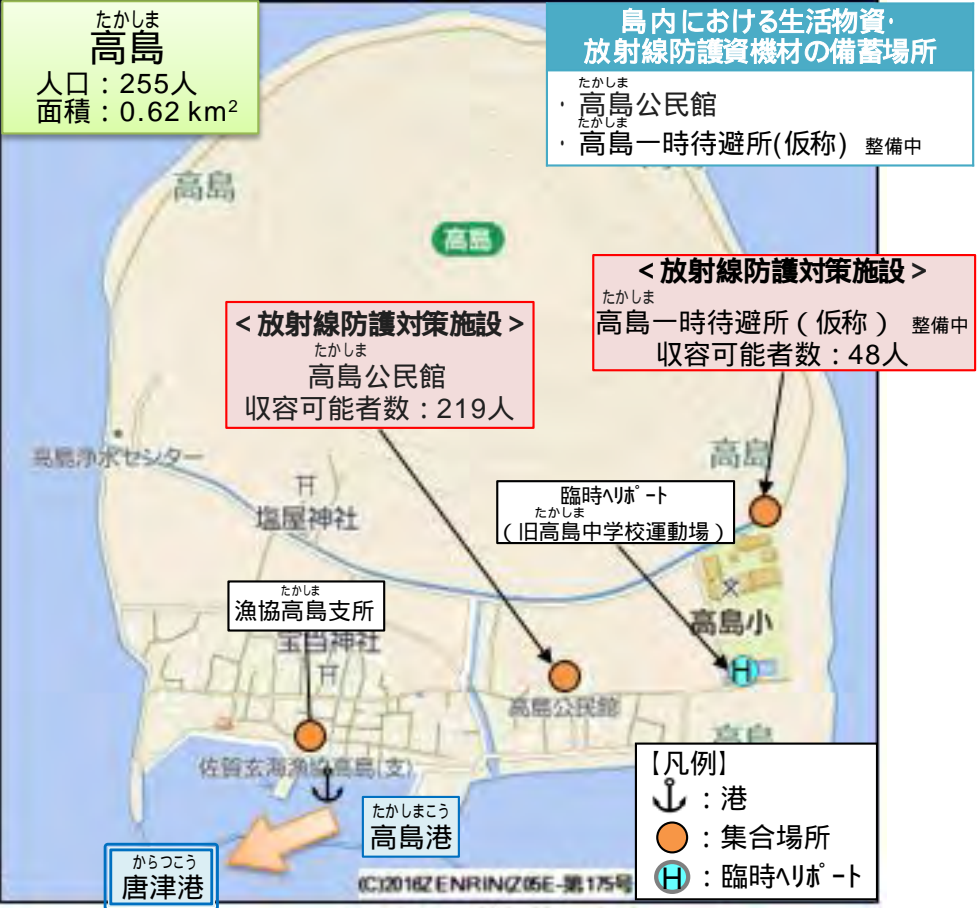 たかしま
高島
人口：255人
面積：0.62 km²
島内における生活物資・
放射線防護資機材の備蓄場所
たかしま
・高島公民館
たかしま
・高島一時待避所(仮称) 整備中
高島
高島
＜放射線防護対策施設＞
たかしま
高島一時待避所（仮称） 整備中
収容可能者数：48人
＜放射線防護対策施設＞
たかしま
高島公民館
収容可能者数：219人
高島浄水センター
高島
塩屋神社
臨時ヘリポート
たかしま
（旧高島中学校運動場）
たかしま
漁協高島支所
宝当神社
高島小
H
高島公民館
高島
佐賀玄海漁協高島(支)
たかしまこう
高島港
からつこう
唐津港
【凡例】
：港
：集合場所
H：臨時ヘリポート
(C)2016ZENRIN(Z05E-第175号